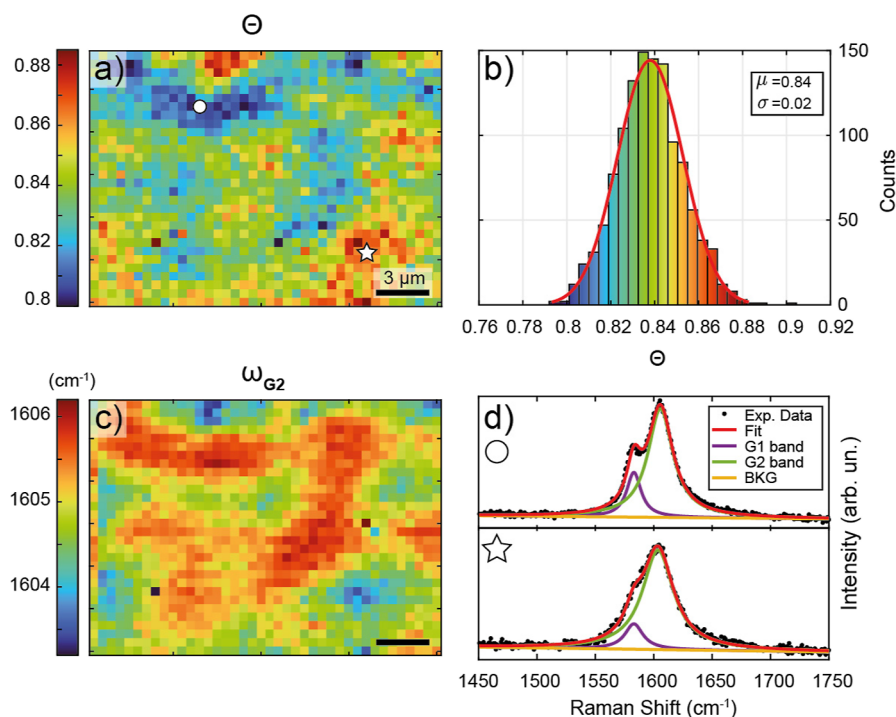 Θ
a)
0.88
0.86
0.84
0.82
0.8
3 μm
b)
μ =0.84
σ =0.02
150
100
50
0
Counts
0.76 0.78 0.8 0.82 0.84 0.86 0.88 0.9 0.92
Θ
ω_G2
(cm⁻¹)
c)
1606
1605
1604
d)
Exp. Data
Fit
G1 band
G2 band
BKG
Intensity (arb. un.)
1450 1500 1550 1600 1650 1700 1750
Raman Shift (cm⁻¹)